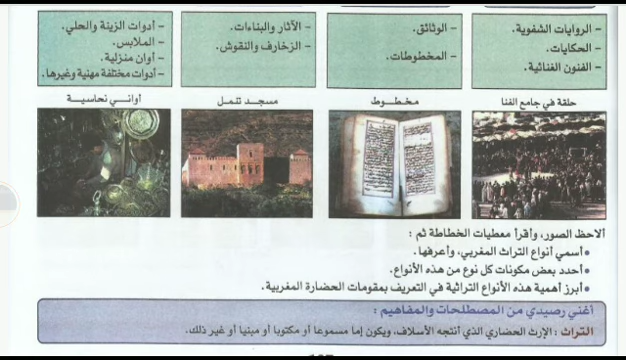 - الروايات الشفوية.
- الحكايات.
- الفنون الغنائية.
- الوثائق.
- المخطوطات.
- الآثار والبناءات.
- الزخارف والنقوش.
- أدوات الزينة والحلي.
- الملابس.
- أوان منزلية.
- أدوات مختلفة مهنية وغيرها.
حلقة في جامع الفنا
مخطوط
مسجد تنمل
أواني نحاسية
ألاحظ الصور، وأقرأ معطيات الخطاطة ثم :
• أسمي أنواع التراث المغربي، وأعرفها.
• أحدد بعض مكونات كل نوع من هذه الأنواع.
• أبرز أهمية هذه الأنواع التراثية في التعريف بمقومات الحضارة المغربية.
أغني رصيدي من المصطلحات والمفاهيم :
التراث : الإرث الحضاري الذي أنتجه الأسلاف، ويكون إما مسموعا أو مكتوبا أو مبنيا أو غير ذلك.